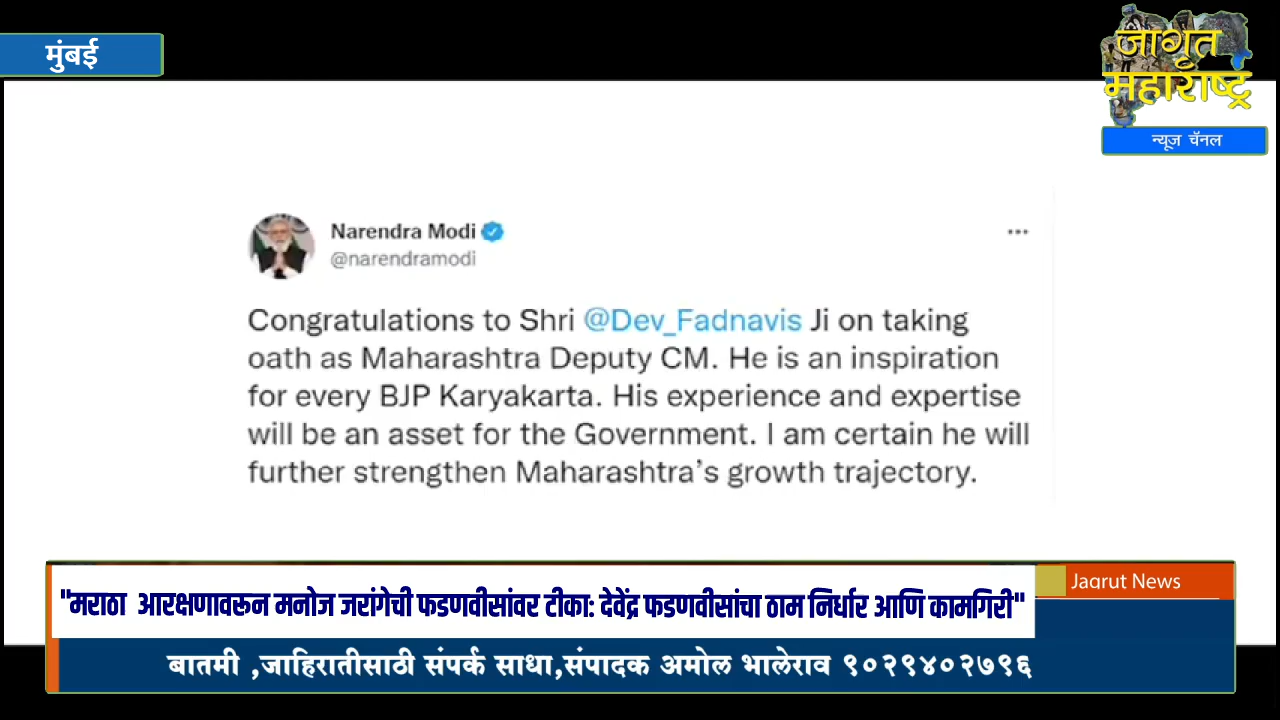 मुंबई
जागृत
महाराष्ट्र
न्यूज चॅनल
Narendra Modi
@narendramodi
Congratulations to Shri @Dev_Fadnavis Ji on taking
oath as Maharashtra Deputy CM. He is an inspiration
for every BJP Karyakarta. His experience and expertise
will be an asset for the Government. I am certain he will
further strengthen Maharashtra's growth trajectory.
Jagrut News
"मराठा आरक्षणावरून मनोज जरांगेची फडणवीसांवर टीका: देवेंद्र फडणवीसांचा ठाम निर्धार आणि कामगिरी"
बातमी ,जाहिरातीसाठी संपर्क साधा,संपादक अमोल भालेराव ९०२९४०२७९६